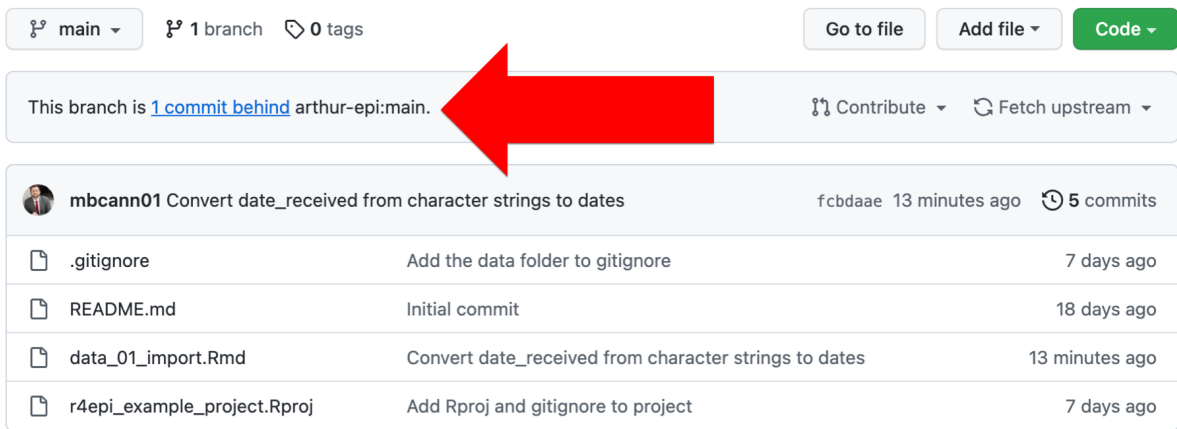 main 1 branch 0 tags Go to file Add file Code
This branch is 1 commit behind arthur-epi:main. Contribute Fetch upstream
mbcann01 Convert date_received from character strings to dates fcbdaae 13 minutes ago 5 commits
.gitignore Add the data folder to gitignore 7 days ago
README.md Initial commit 18 days ago
data_01_import.Rmd Convert date_received from character strings to dates 13 minutes ago
r4epi_example_project.Rproj Add Rproj and gitignore to project 7 days ago